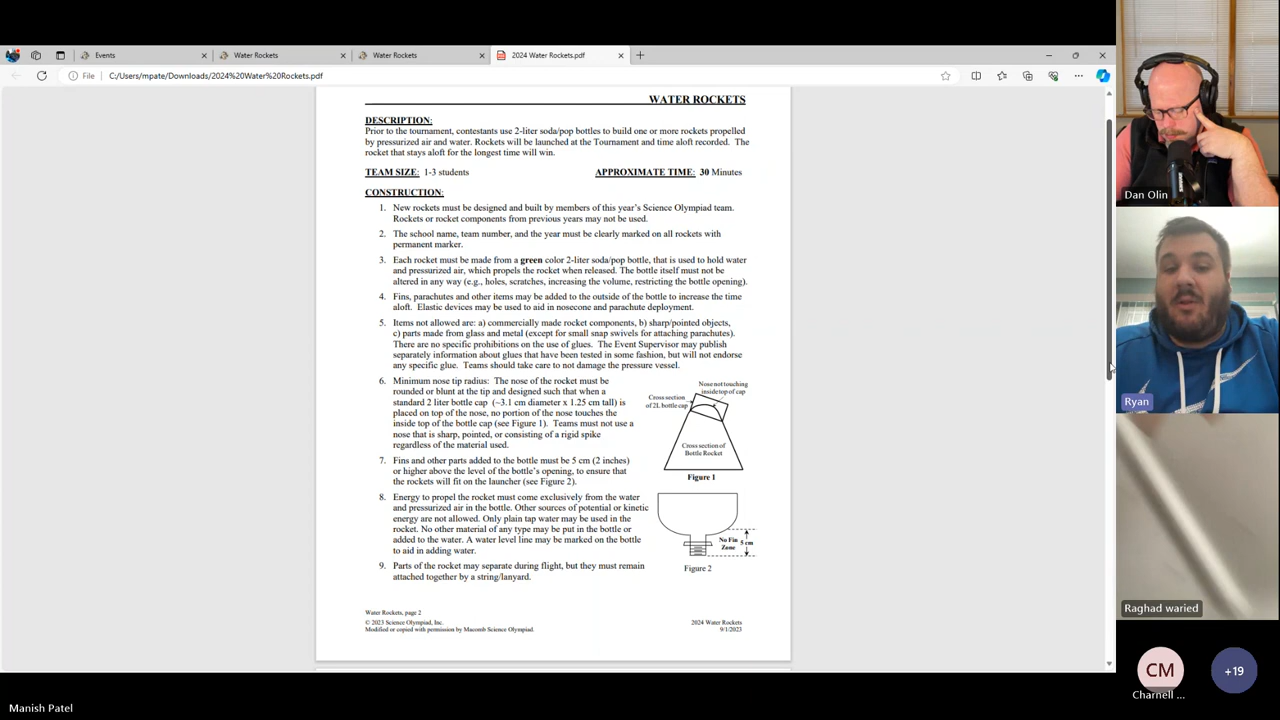 Events
Water Rockets
Water Rockets
2024 Water Rockets.pdf
File
C:/Users/mpate/Downloads/2024%20Water%20Rockets.pdf
WATER ROCKETS
DESCRIPTION:
Prior to the tournament, contestants use 2-liter soda/pop bottles to build one or more rockets propelled
by pressurized air and water. Rockets will be launched at the Tournament and time aloft recorded. The
rocket that stays aloft for the longest time will win.
TEAM SIZE: 1-3 students
APPROXIMATE TIME: 30 Minutes
CONSTRUCTION:
1. New rockets must be designed and built by members of this year's Science Olympiad team.
Rockets or rocket components from previous years may not be used.
2. The school name, team number, and the year must be clearly marked on all rockets with
permanent marker.
3. Each rocket must be made from a green color 2-liter soda/pop bottle, that is used to hold water
and pressurized air, which propels the rocket when released. The bottle itself must not be
altered in any way (e.g., holes, scratches, increasing the volume, restricting the bottle opening).
4. Fins, parachutes and other items may be added to the outside of the bottle to increase the time
aloft. Elastic devices may be used to aid in nosecone and parachute deployment.
5. Items not allowed are: a) commercially made rocket components, b) sharp/pointed objects,
c) parts made from glass and metal (except for small snap swivels for attaching parachutes).
There are no specific prohibitions on the use of glues. The Event Supervisor may publish
separately information about glues that have been tested in some fashion, but will not endorse
any specific glue. Teams should take care to not damage the pressure vessel.
6. Minimum nose tip radius: The nose of the rocket must be
rounded or blunt at the tip and designed such that when a
standard 2 liter bottle cap (~3.1 cm diameter x 1.25 cm tall) is
placed on top of the nose, no portion of the nose touches the
inside top of the bottle cap (see Figure 1). Teams must not use a
nose that is sharp, pointed, or consisting of a rigid spike
regardless of the material used.
Nose not touching
inside top of cap
Cross section
of 2L bottle cap
Cross section of
Bottle Rocket
Figure 1
7. Fins and other parts added to the bottle must be 5 cm (2 inches)
or higher above the level of the bottle's opening, to ensure that
the rockets will fit on the launcher (see Figure 2).
8. Energy to propel the rocket must come exclusively from the water
and pressurized air in the bottle. Other sources of potential or kinetic
energy are not allowed. Only plain tap water may be used in the
rocket. No other material of any type may be put in the bottle or
added to the water. A water level line may be marked on the bottle
to aid in adding water.
No Fin
Zone
5 cm
Figure 2
9. Parts of the rocket may separate during flight, but they must remain
attached together by a string/lanyard.
Water Rockets, page 2
© 2023 Science Olympiad, Inc.
Modified or copied with permission by Macomb Science Olympiad.
2024 Water Rockets
9/1/2023
Dan Olin
Ryan
Raghad waried
CM
Charnell ...
+19
Manish Patel